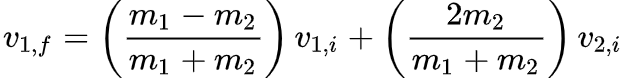 v_{1,f} = \left( \frac{m_1 - m_2}{m_1 + m_2} \right) v_{1,i} + \left( \frac{2m_2}{m_1 + m_2} \right) v_{2,i}